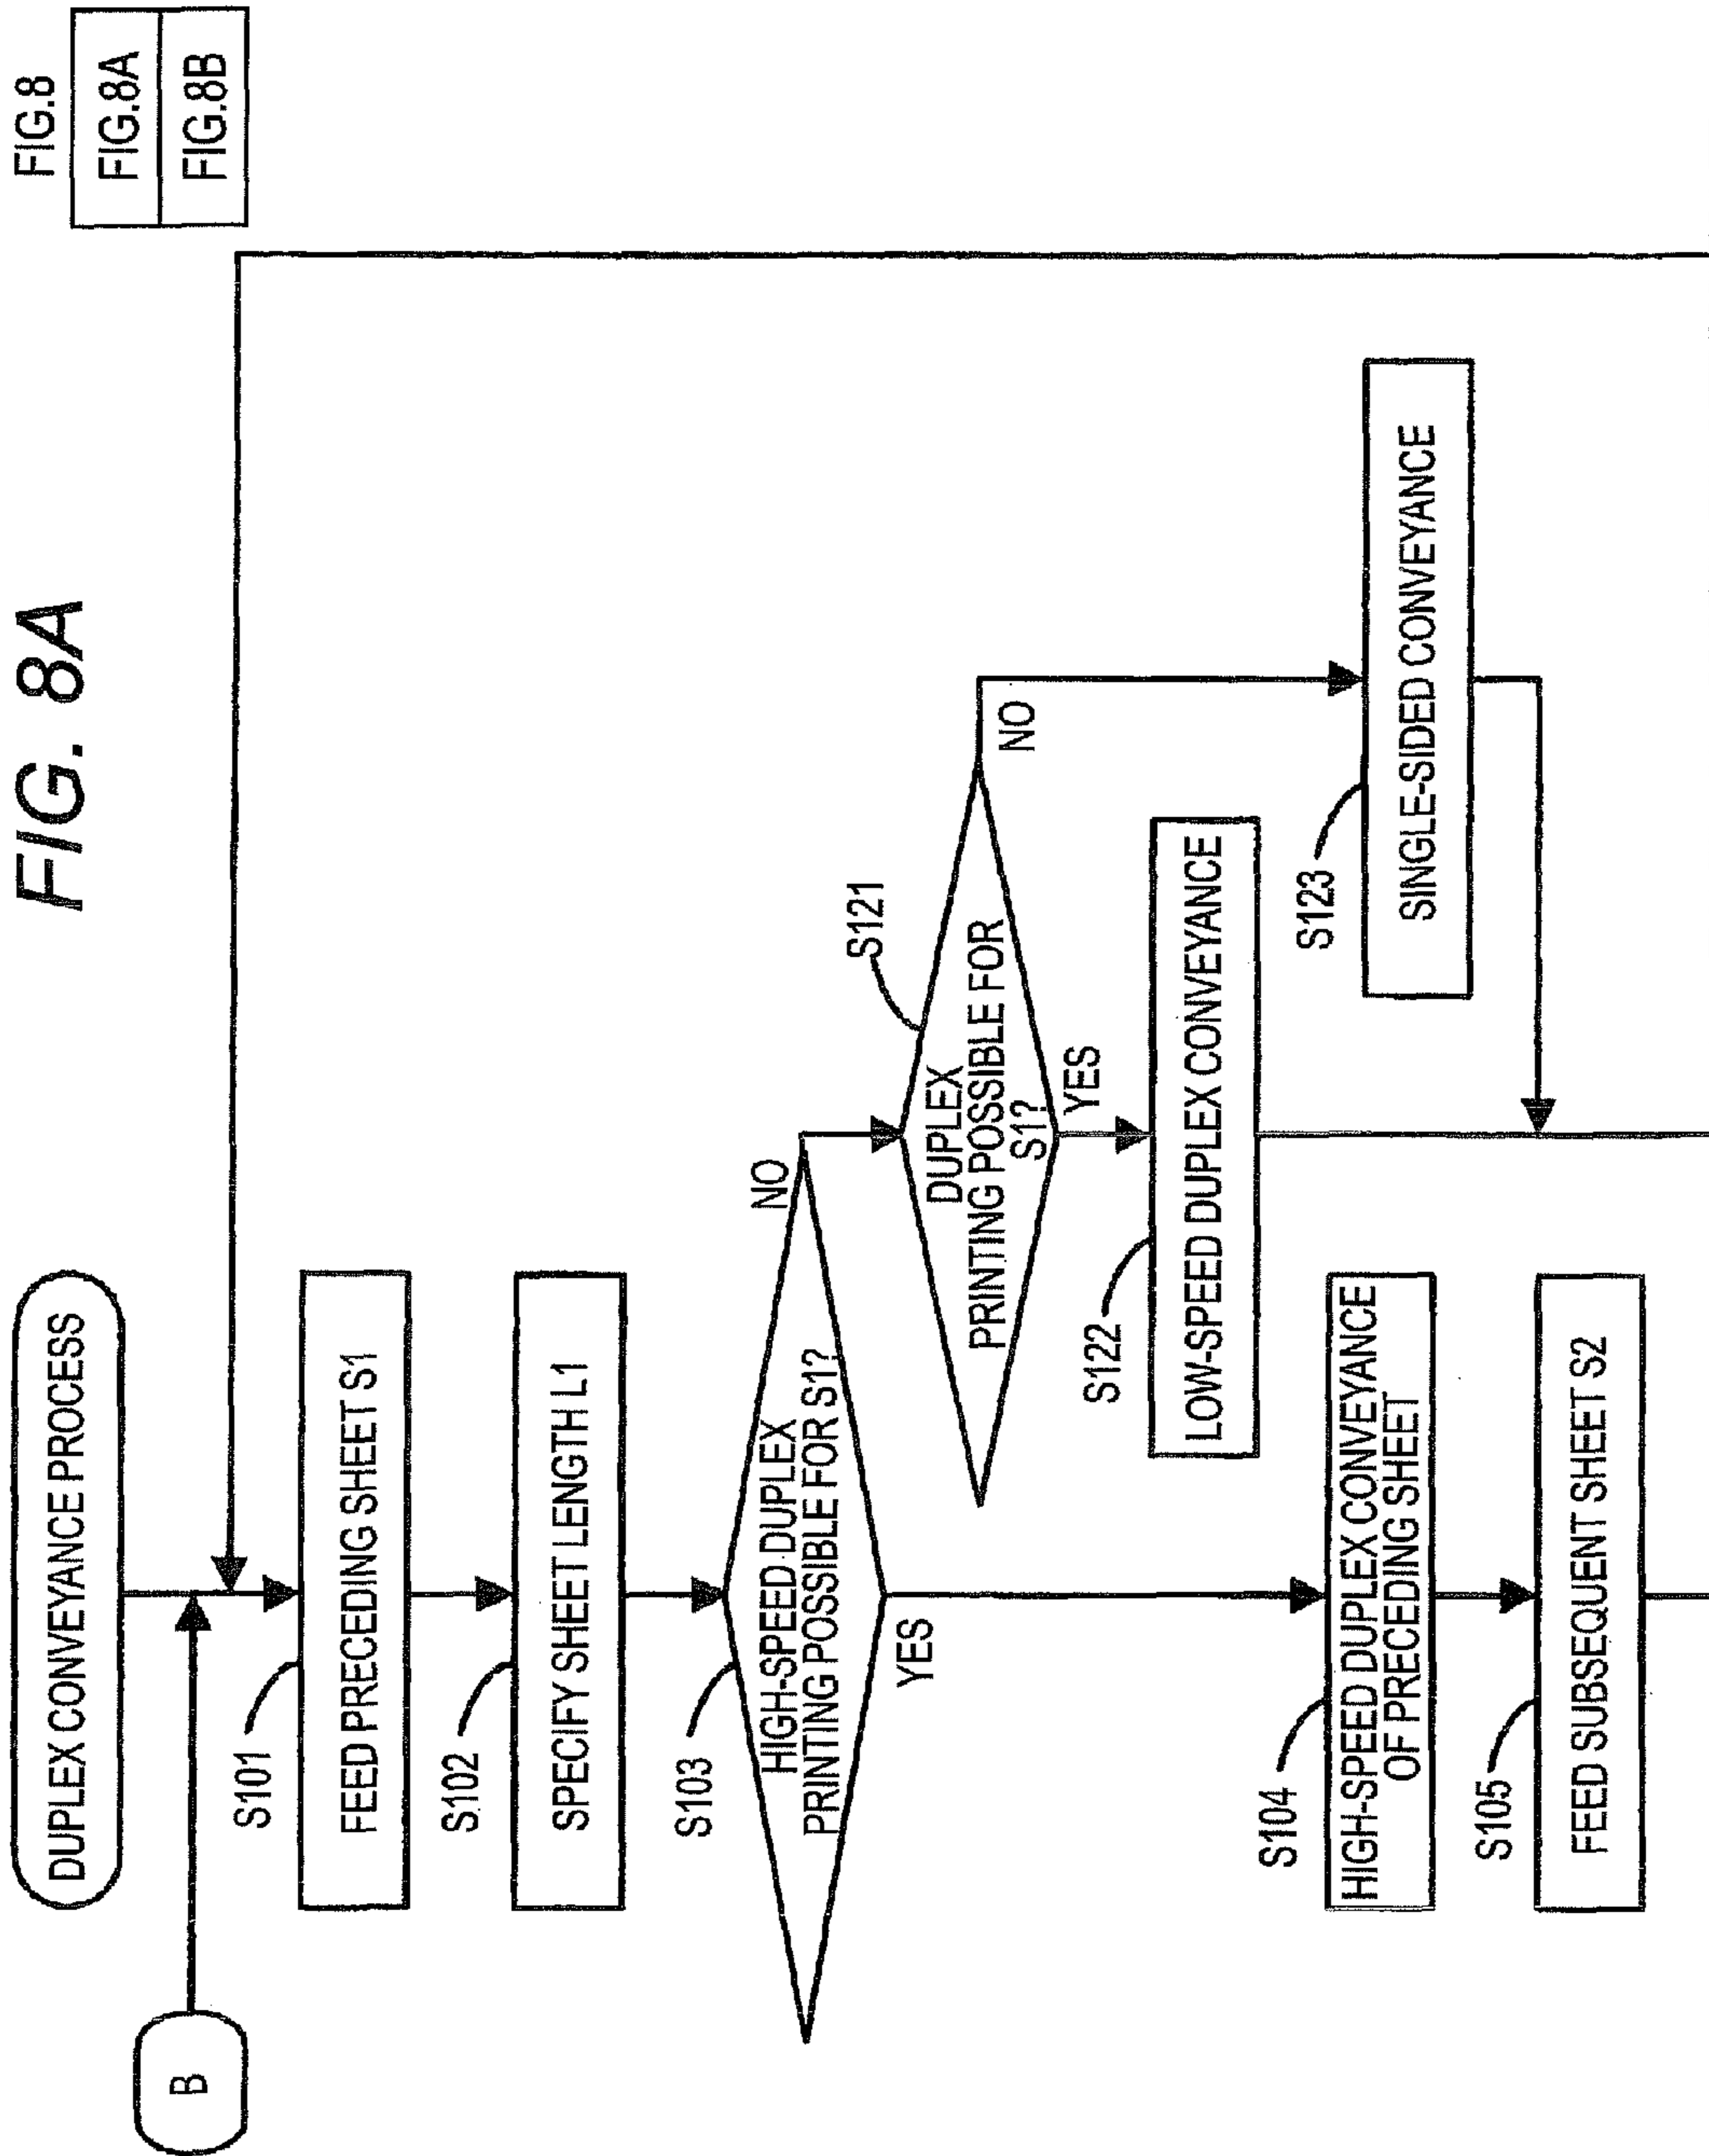 FIG. 8A
FIG.8
FIG.8A
FIG.8B
DUPLEX CONVEYANCE PROCESS
B
S101
FEED PRECEDING SHEET S1
S102
SPECIFY SHEET LENGTH L1
S103
HIGH-SPEED DUPLEX
PRINTING POSSIBLE FOR S1?
NO
YES
S121
DUPLEX
PRINTING POSSIBLE FOR
S1?
NO
YES
S122
LOW-SPEED DUPLEX CONVEYANCE
S123
SINGLE-SIDED CONVEYANCE
S104
HIGH-SPEED DUPLEX CONVEYANCE
OF PRECEDING SHEET
S105
FEED SUBSEQUENT SHEET S2